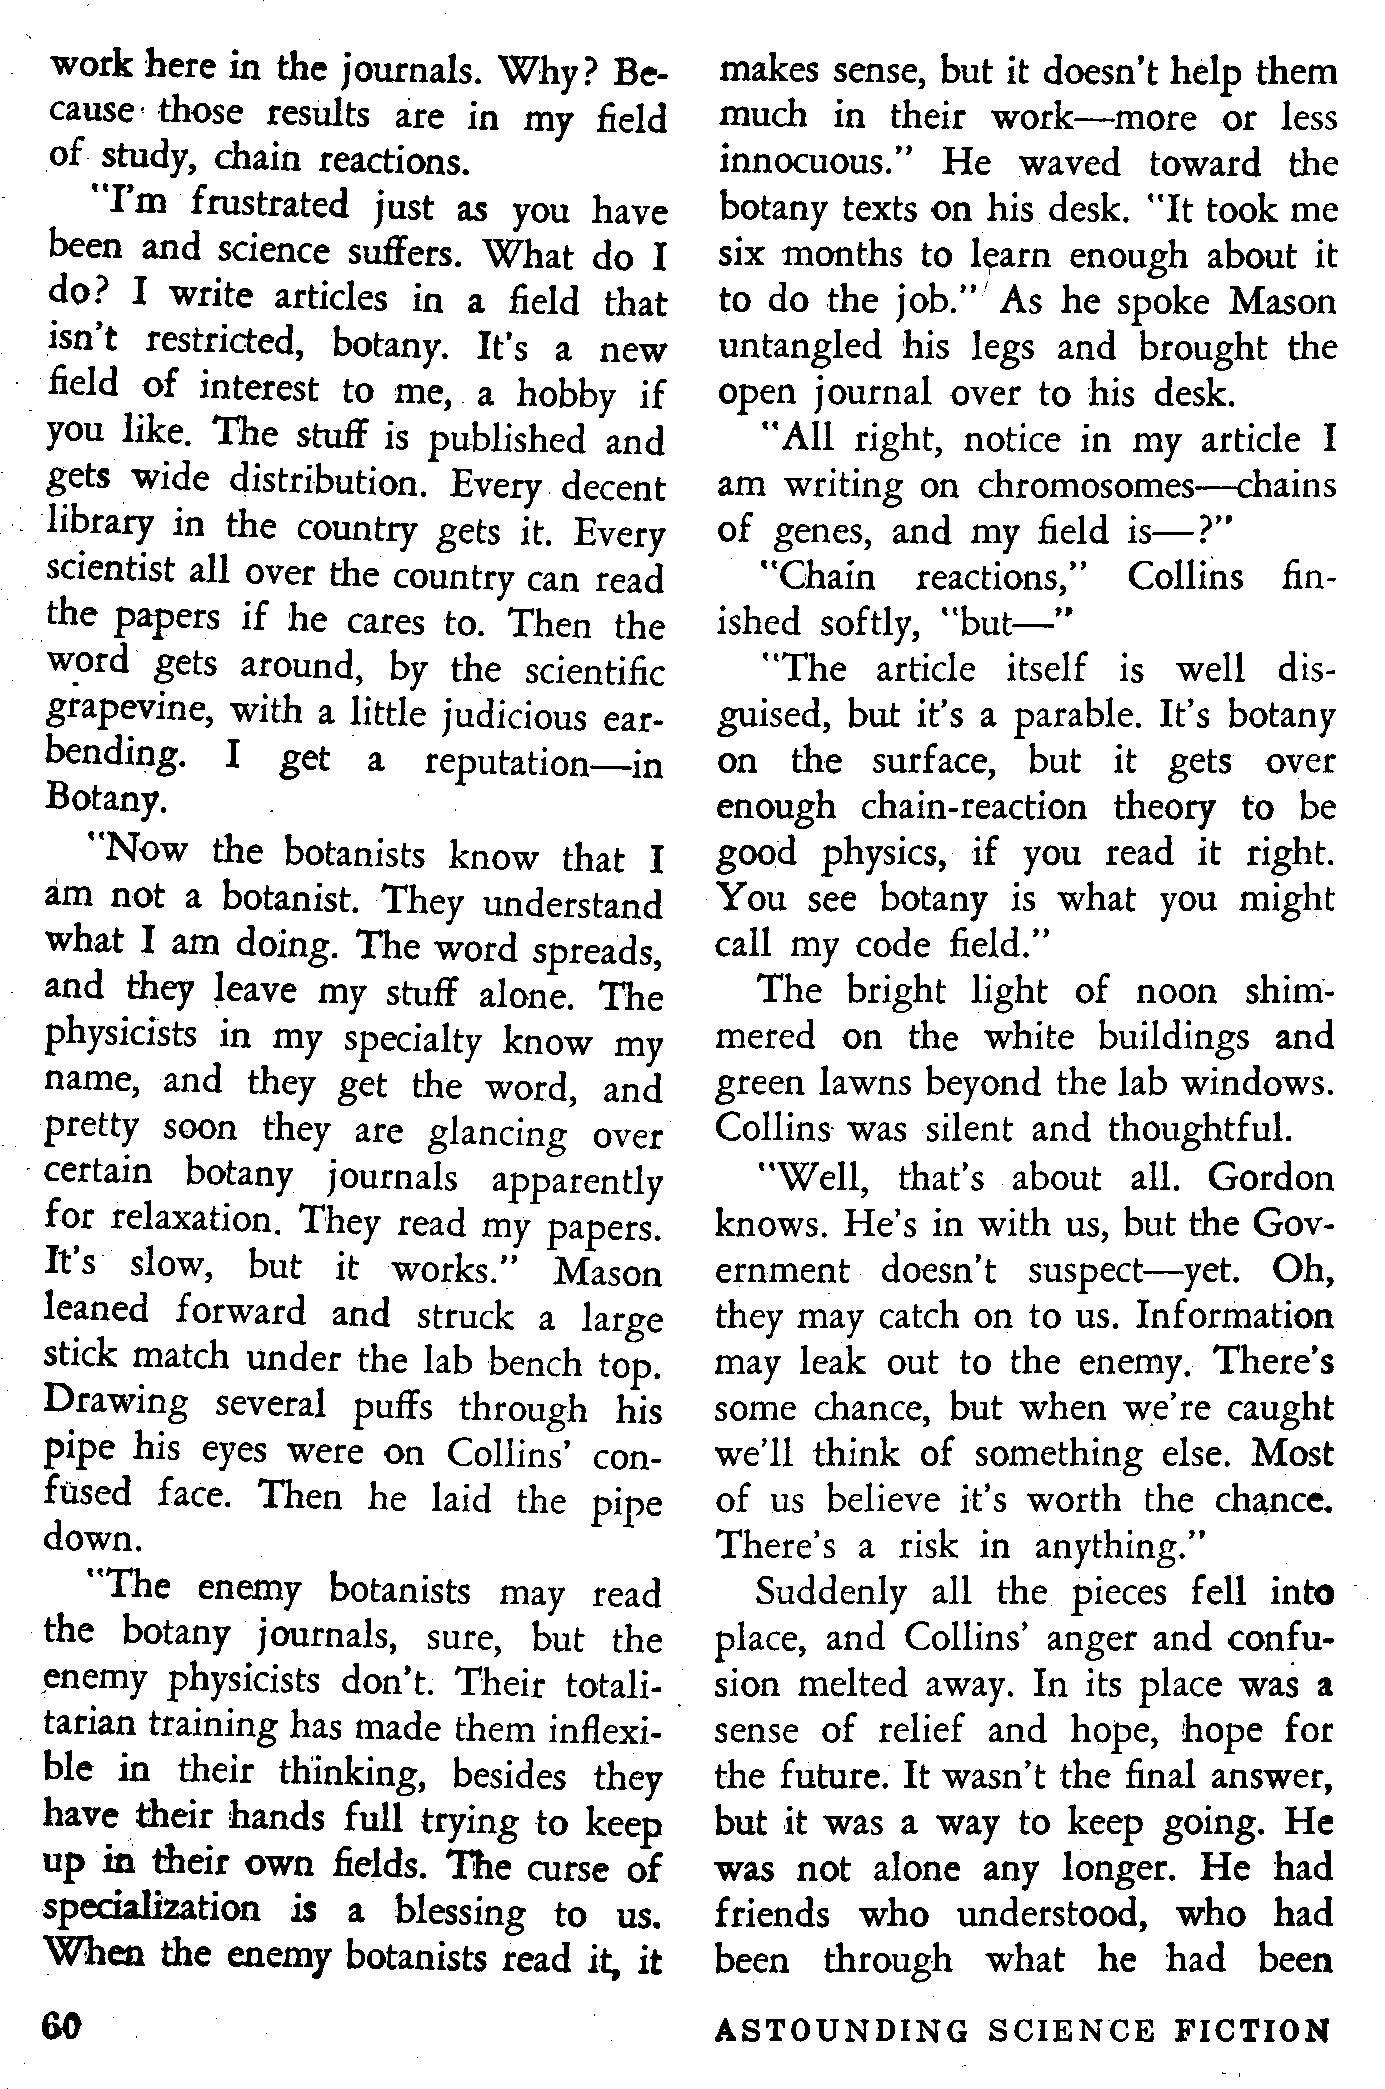 work here in the journals. Why? Be-
cause those results are in my field
of study, chain reactions.
"I'm frustrated just as you have
been and science suffers. What do I
do? I write articles in a field that
isn't restricted, botany. It's a new
field of interest to me, a hobby if
you like. The stuff is published and
gets wide distribution. Every decent
library in the country gets it. Every
scientist all over the country can read
the papers if he cares to. Then the
word gets around, by the scientific
grapevine, with a little judicious ear-
bending. I get a reputation—in
Botany.
"Now the botanists know that I
am not a botanist. They understand
what I am doing. The word spreads,
and they leave my stuff alone. The
physicists in my specialty know my
name, and they get the word, and
pretty soon they are glancing over
certain botany journals apparently
for relaxation. They read my papers.
It's slow, but it works." Mason
leaned forward and struck a large
stick match under the lab bench top.
Drawing several puffs through his
pipe his eyes were on Collins' con-
fused face. Then he laid the pipe
down.
"The enemy botanists may read
the botany journals, sure, but the
enemy physicists don't. Their totali-
tarian training has made them inflexi-
ble in their thinking, besides they
have their hands full trying to keep
up in their own fields. The curse of
specialization is a blessing to us.
When the enemy botanists read it, it
makes sense, but it doesn't help them
much in their work—more or less
innocuous." He waved toward the
botany texts on his desk. "It took me
six months to learn enough about it
to do the job." As he spoke Mason
untangled his legs and brought the
open journal over to his desk.
"All right, notice in my article I
am writing on chromosomes—chains
of genes, and my field is—?"
"Chain reactions," Collins fin-
ished softly, "but—"
"The article itself is well dis-
guised, but it's a parable. It's botany
on the surface, but it gets over
enough chain-reaction theory to be
good physics, if you read it right.
You see botany is what you might
call my code field."
The bright light of noon shim-
mered on the white buildings and
green lawns beyond the lab windows.
Collins was silent and thoughtful.
"Well, that's about all. Gordon
knows. He's in with us, but the Gov-
ernment doesn't suspect—yet. Oh,
they may catch on to us. Information
may leak out to the enemy. There's
some chance, but when we're caught
we'll think of something else. Most
of us believe it's worth the chance.
There's a risk in anything."
Suddenly all the pieces fell into
place, and Collins' anger and confu-
sion melted away. In its place was a
sense of relief and hope, hope for
the future. It wasn't the final answer,
but it was a way to keep going. He
was not alone any longer. He had
friends who understood, who had
been through what he had been
60
ASTOUNDING SCIENCE FICTION